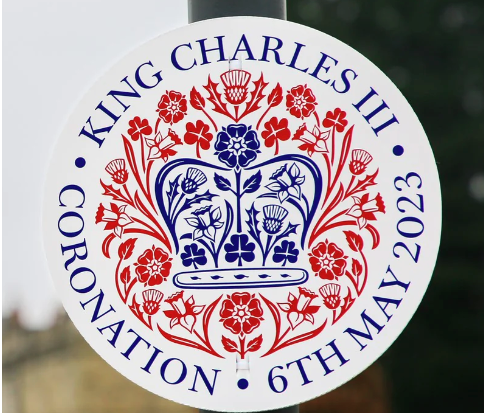 KING CHARLES III
CORONATION • 6TH MAY 2023